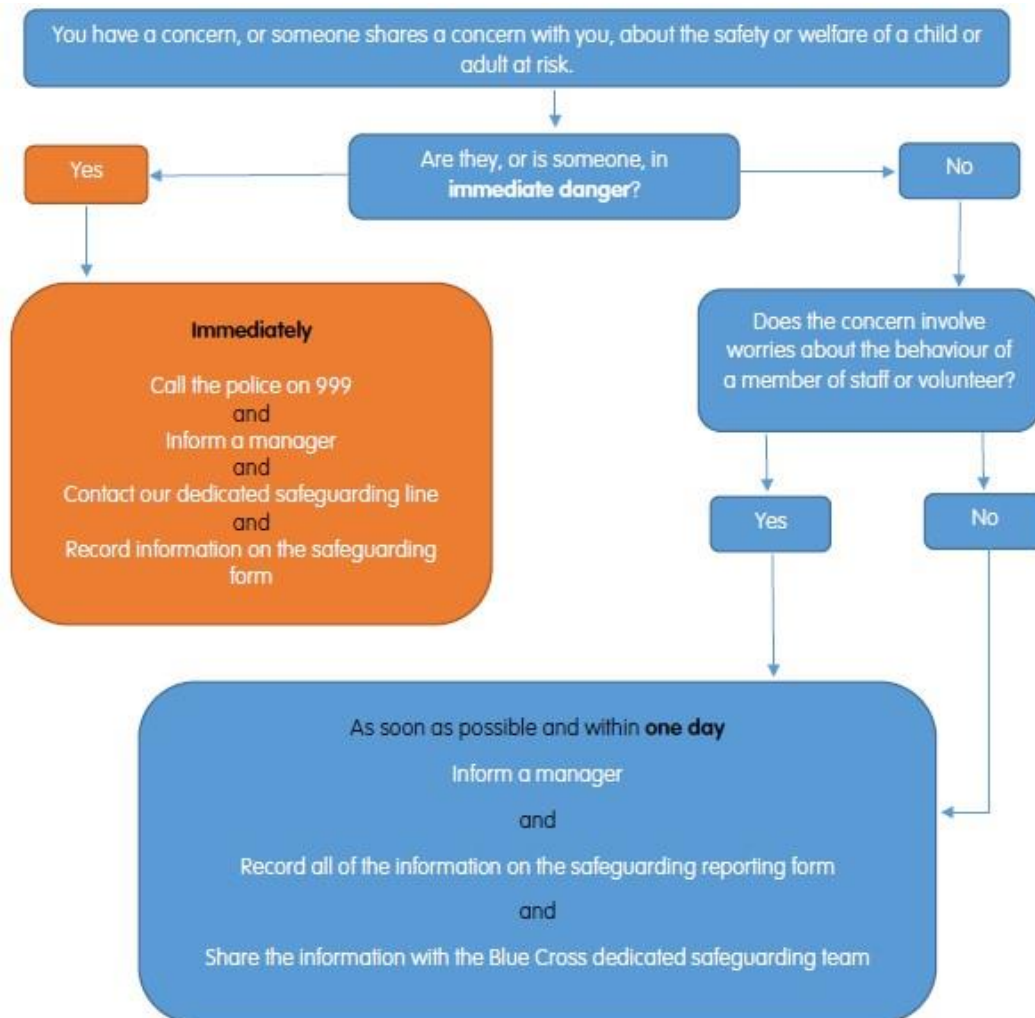 You have a concern, or someone shares a concern with you, about the safety or welfare of a child or
adult at risk.
Are they, or is someone, in
immediate danger?
Yes
No
Immediately
Call the police on 999
and
Inform a manager
and
Contact our dedicated safeguarding line
and
Record information on the safeguarding
form
Does the concern involve
worries about the behaviour of
a member of staff or volunteer?
Yes
No
As soon as possible and within one day
Inform a manager
and
Record all of the information on the safeguarding reporting form
and
Share the information with the Blue Cross dedicated safeguarding team